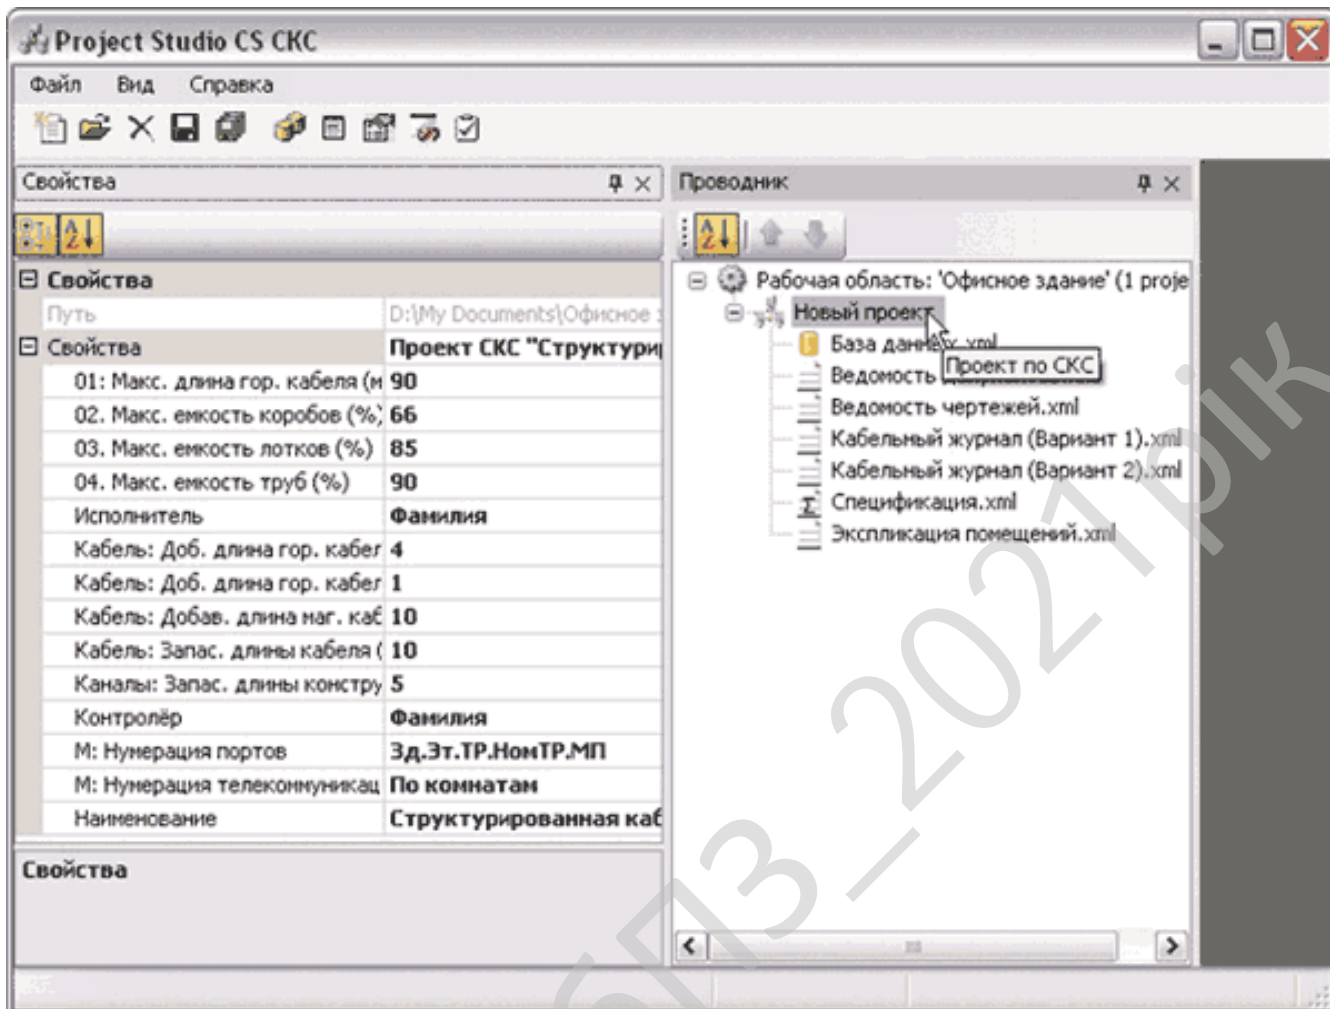 Project Studio CS СКС
Файл Вид Справка
Свойства
Проводник
Свойства
Путь D:\My Documents\Офисное
Свойства Проект СКС "Структури
01: Макс. длина гор. кабеля (м 90
02. Макс. емкость коробов (%) 66
03. Макс. емкость лотков (%) 85
04. Макс. емкость труб (%) 90
Исполнитель Фамилия
Кабель: Доб. длина гор. кабел 4
Кабель: Доб. длина гор. кабел 1
Кабель: Добав. длина маг. каб 10
Кабель: Запас. длины кабеля ( 10
Каналы: Запас. длины констру 5
Контролёр Фамилия
М: Нумерация портов Зд.Эт.ТР.НомТР.МП
М: Нумерация телекоммуникац По комнатам
Наименование Структурированная каб
Свойства
Рабочая область: 'Офисное здание' (1 proje
Новый проект
База данных.xml
Проект по СКС
Ведомость
Ведомость чертежей.xml
Кабельный журнал (Вариант 1).xml
Кабельный журнал (Вариант 2).xml
Спецификация.xml
Экспликация помещений.xml
БПЗ_2021рік